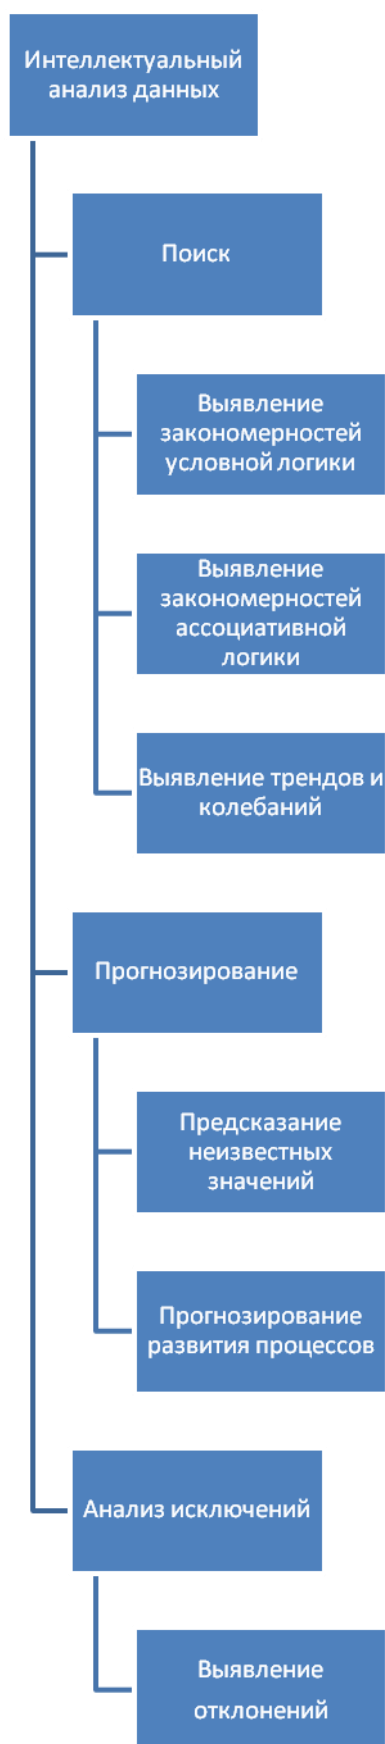 Интеллектуальный
анализ данных
Поиск
Выявление
закономерностей
условной логики
Выявление
закономерностей
ассоциативной
логики
Выявление трендов и
колебаний
Прогнозирование
Предсказание
неизвестных
значений
Прогнозирование
развития процессов
Анализ исключений
Выявление
отклонений